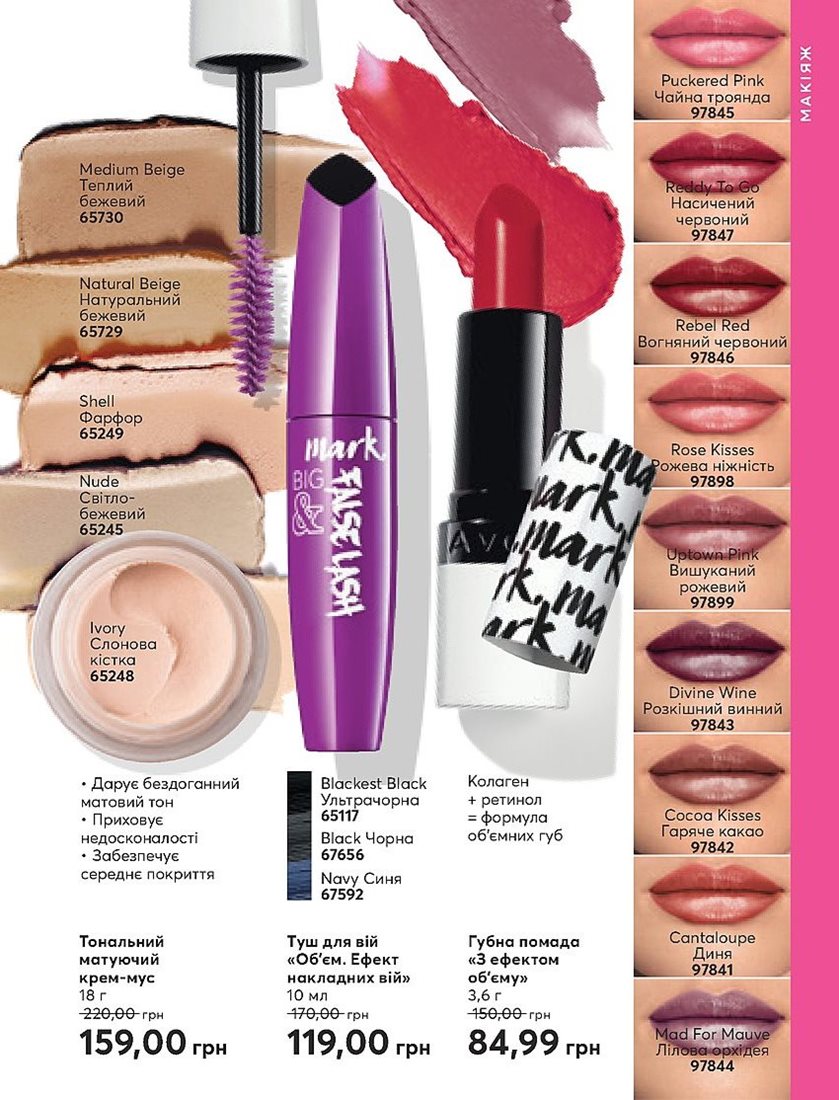 МАКІЯЖ
Medium Beige
Теплий
бежевий
65730
Natural Beige
Натуральний
бежевий
65729
Shell
Фарфор
65249
Nude
Світло-
бежевий
65245
Ivory
Слонова
кістка
65248
mark.
BIG
&
FALSE LASH
mark.
mark.
mark.
mark.
mark.
Puckered Pink
Чайна троянда
97845
Reddy To Go
Насичений
червоний
97847
Rebel Red
Вогняний червоний
97846
Rose Kisses
Рожева ніжність
97898
Uptown Pink
Вишуканий
рожевий
97899
Divine Wine
Розкішний винний
97843
Cocoa Kisses
Гаряче какао
97842
Cantaloupe
Диня
97841
Mad For Mauve
Лілова орхідея
97844
• Дарує бездоганний
матовий тон
• Приховує
недосконалості
• Забезпечує
середнє покриття
Тональний
матуючий
крем-мус
18 г
220,00 грн
159,00 грн
Blackest Black
Ультрачорна
65117
Black Чорна
67656
Navy Синя
67592
Туш для вій
«Об'єм. Ефект
накладних вій»
10 мл
170,00 грн
119,00 грн
Колаген
+ ретинол
= формула
об'ємних губ
Губна помада
«З ефектом
об'єму»
3,6 г
150,00 грн
84,99 грн